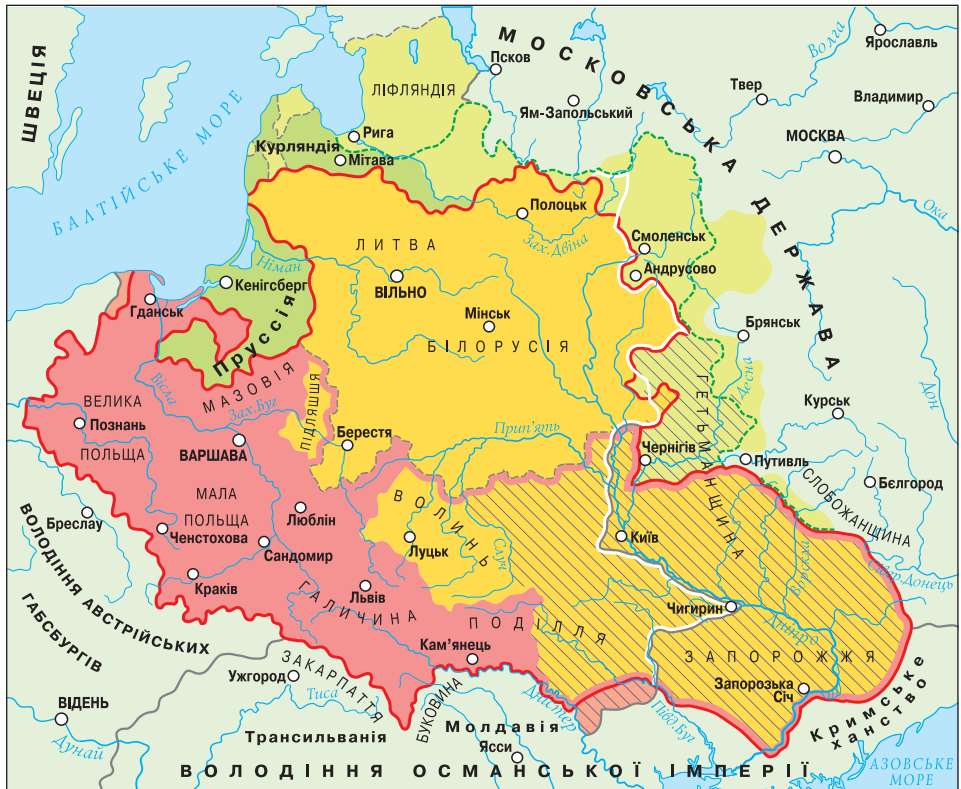 ШВЕЦІЯ
БАЛТІЙСЬКЕ МОРЕ
МОСКОВСЬКА ДЕРЖАВА
Псков
Ям-Запольський
Волга
Ярославль
Твер
Владимир
МОСКВА
Ока
ЛІФЛЯНДІЯ
Рига
Курляндія
Мітава
Полоцьк
Зах.Двіна
ЛИТВА
ВІЛЬНО
Німан
Кенігсберг
Пруссія
Гданськ
Смоленськ
Андрусово
Мінськ
БІЛОРУСІЯ
Брянськ
Десна
Дон
Курськ
ГЕТЬМАНЩИНА
МАЗОВІЯ
Вісла
Зах.Буг
ПІДЛЯШШЯ
ВЕЛИКА
ПОЛЬЩА
Познань
ВАРШАВА
Берестя
Прип'ять
Чернігів
Путивль
СЛОБОЖАНЩИНА
Бєлгород
МАЛА
ПОЛЬЩА
Люблін
Ченстохова
Сандомир
Бреслау
ВОЛОДІННЯ АВСТРІЙСЬКИХ
ГАБСБУРГІВ
Краків
ВОЛИНЬ
Луцьк
Случ
Київ
Ворскла
Сівер.Донець
Львів
ГАЛИЧИНА
ПОДІЛЛЯ
Чигирин
Дніпро
ЗАПОРОЖЖЯ
Запорозька
Січ
Кам'янець
ЗАКАРПАТТЯ
Ужгород
Тиса
БУКОВИНА
Дністер
Півд.Буг
Кримське
ханство
ВІДЕНЬ
Дунай
Трансильванія
Молдавія
Ясси
АЗОВСЬКЕ
МОРЕ
ВОЛОДІННЯ ОСМАНСЬКОЇ ІМПЕРІЇ